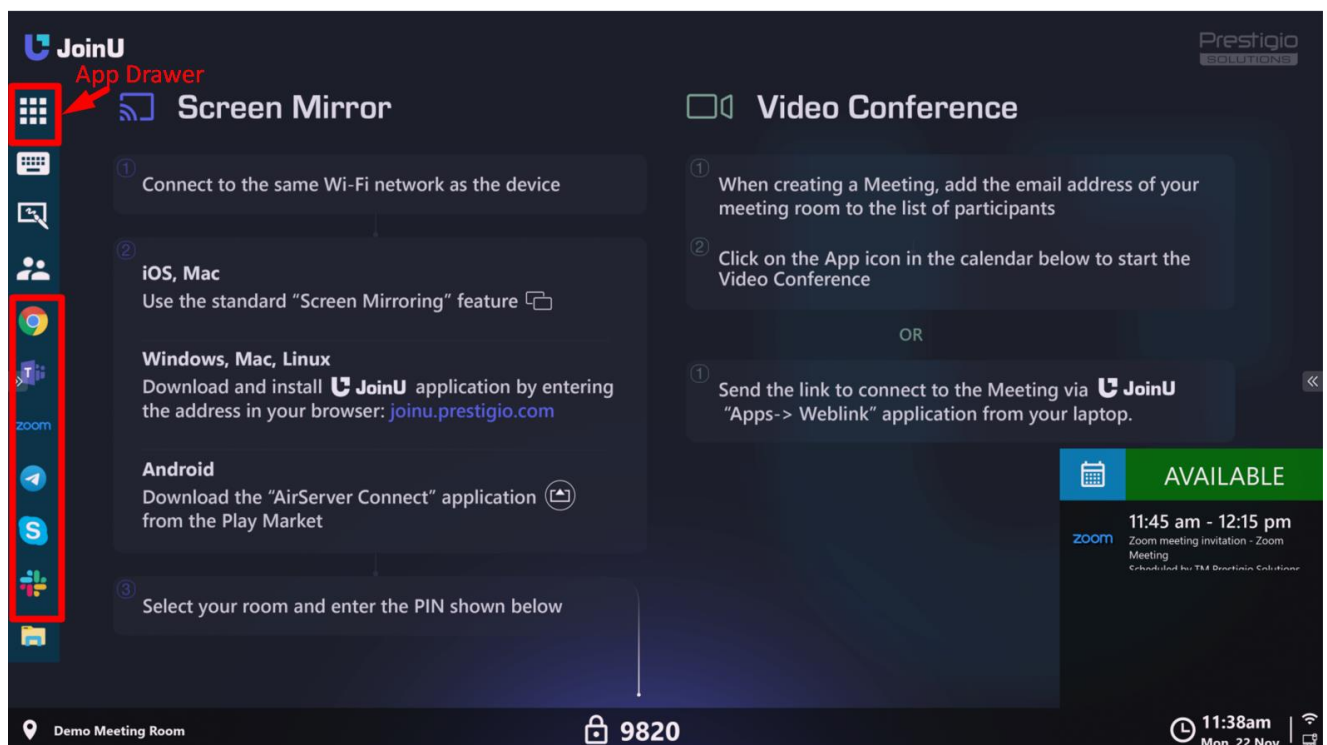 JoinU
Prestigio
SOLUTIONS
App Drawer
Screen Mirror
1
Connect to the same Wi-Fi network as the device
2
iOS, Mac
Use the standard “Screen Mirroring” feature
Windows, Mac, Linux
Download and install JoinU application by entering
the address in your browser: joinu.prestigio.com
Android
Download the “AirServer Connect” application
from the Play Market
3
Select your room and enter the PIN shown below
Video Conference
1
When creating a Meeting, add the email address of your
meeting room to the list of participants
2
Click on the App icon in the calendar below to start the
Video Conference
OR
1
Send the link to connect to the Meeting via JoinU
“Apps-> Weblink” application from your laptop.
T
zoom
S
AVAILABLE
11:45 am - 12:15 pm
zoom
Zoom meeting invitation - Zoom
Meeting
Scheduled by TM Prestigio Solutions
Demo Meeting Room
9820
11:38am
Mon, 22 Nov